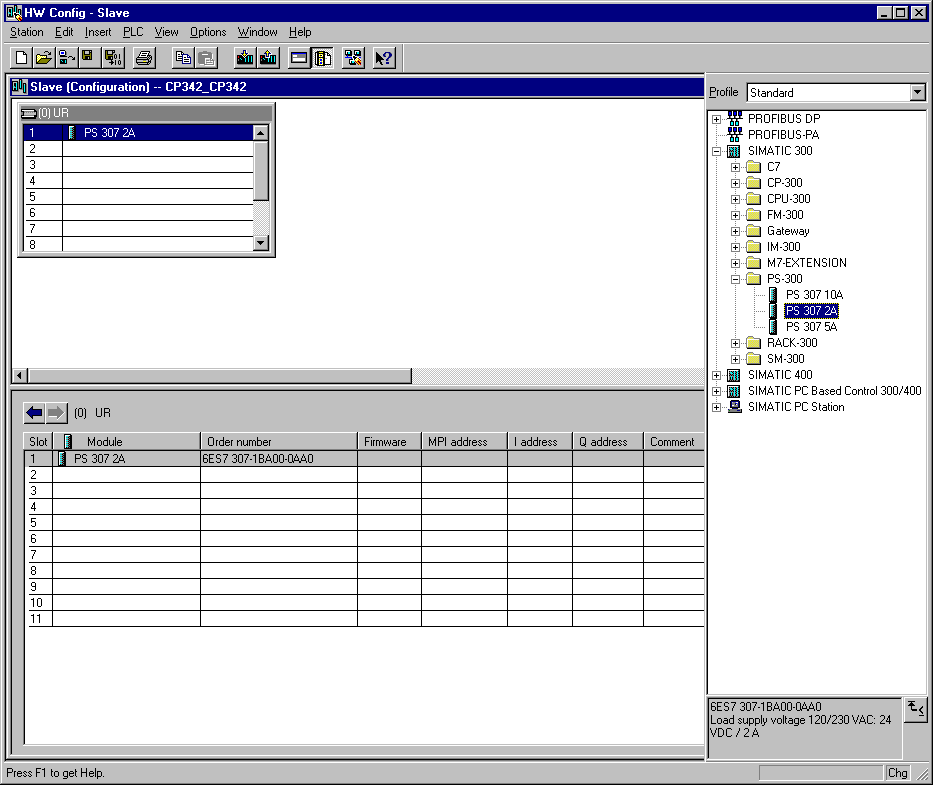 HW Config - Slave
Station Edit Insert PLC View Options Window Help
Slave (Configuration) -- CP342_CP342
(0) UR
1 PS 307 2A
2
3
4
5
6
7
8
(0) UR
Slot Module Order number Firmware MPI address I address Q address Comment
1 PS 307 2A 6ES7 307-1BA00-0AA0
2
3
4
5
6
7
8
9
10
11
Profile Standard
PROFIBUS DP
PROFIBUS-PA
SIMATIC 300
C7
CP-300
CPU-300
FM-300
Gateway
IM-300
M7-EXTENSION
PS-300
PS 307 10A
PS 307 2A
PS 307 5A
RACK-300
SM-300
SIMATIC 400
SIMATIC PC Based Control 300/400
SIMATIC PC Station
6ES7 307-1BA00-0AA0
Load supply voltage 120/230 VAC: 24
VDC / 2 A
Press F1 to get Help.
Chg